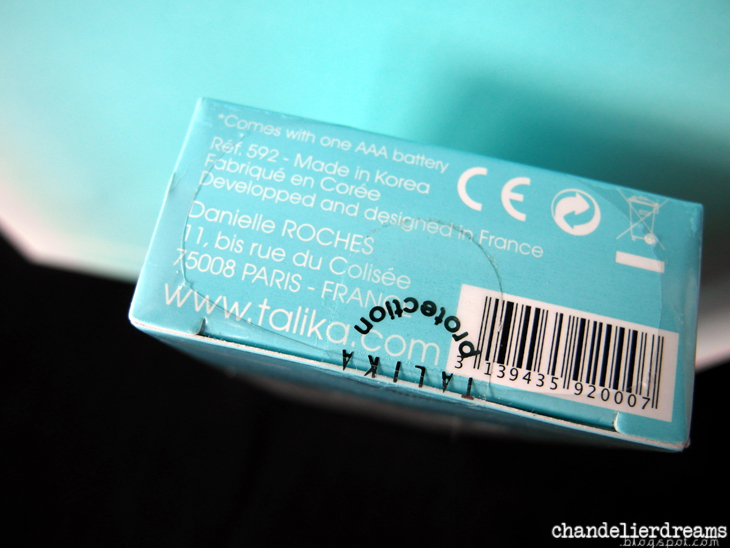 *Comes with one AAA battery
Réf. 592 - Made in Korea
Fabriqué en Corée
Developped and designed in France
Danielle ROCHES
11, bis rue du Colisée
75008 PARIS - FRANCE
www.talika.com
CE
protection
TALIKA
3 139435 920007
chandelierdreams
.blogspot.com